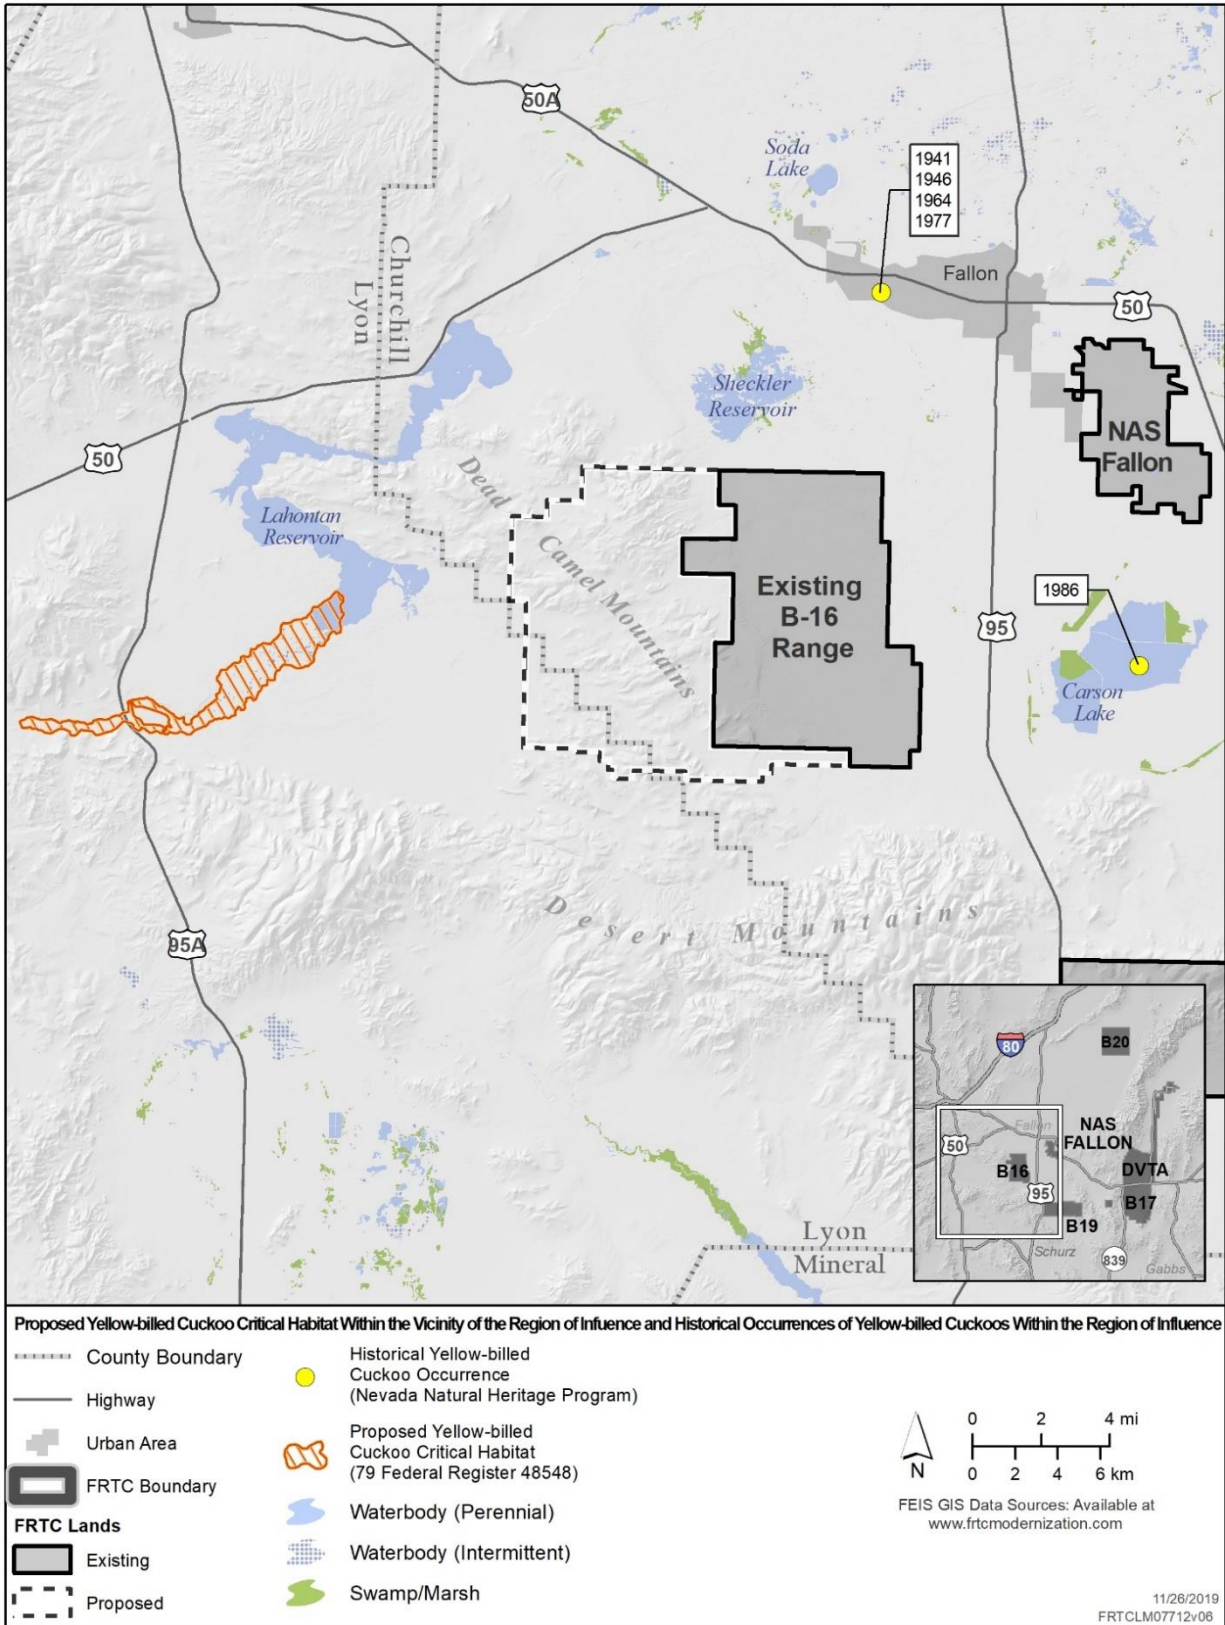 50A
Soda
Lake
1941
1946
1964
1977
Churchill
Lyon
Fallon
50
Sheckler
Reservoir
NAS
Fallon
50
Dead Camel Mountains
Lahontan
Reservoir
Existing
B-16
Range
1986
95
Carson
Lake
Desert Mountains
95A
80
B20
NAS
FALLON
Fallon
50
DVTA
B16
95
B17
B19
Schurz
839
Gabbs
Lyon
Mineral
Proposed Yellow-billed Cuckoo Critical Habitat Within the Vicinity of the Region of Infuence and Historical Occurrences of Yellow-billed Cuckoos Within the Region of Influence
County Boundary
Highway
Urban Area
FRTC Boundary
FRTC Lands
Existing
Proposed
Historical Yellow-billed
Cuckoo Occurrence
(Nevada Natural Heritage Program)
Proposed Yellow-billed
Cuckoo Critical Habitat
(79 Federal Register 48548)
Waterbody (Perennial)
Waterbody (Intermittent)
Swamp/Marsh
N
0 2 4 mi
0 2 4 6 km
FEIS GIS Data Sources: Available at
www.frtcmodernization.com
11/26/2019
FRTCLM07712v06